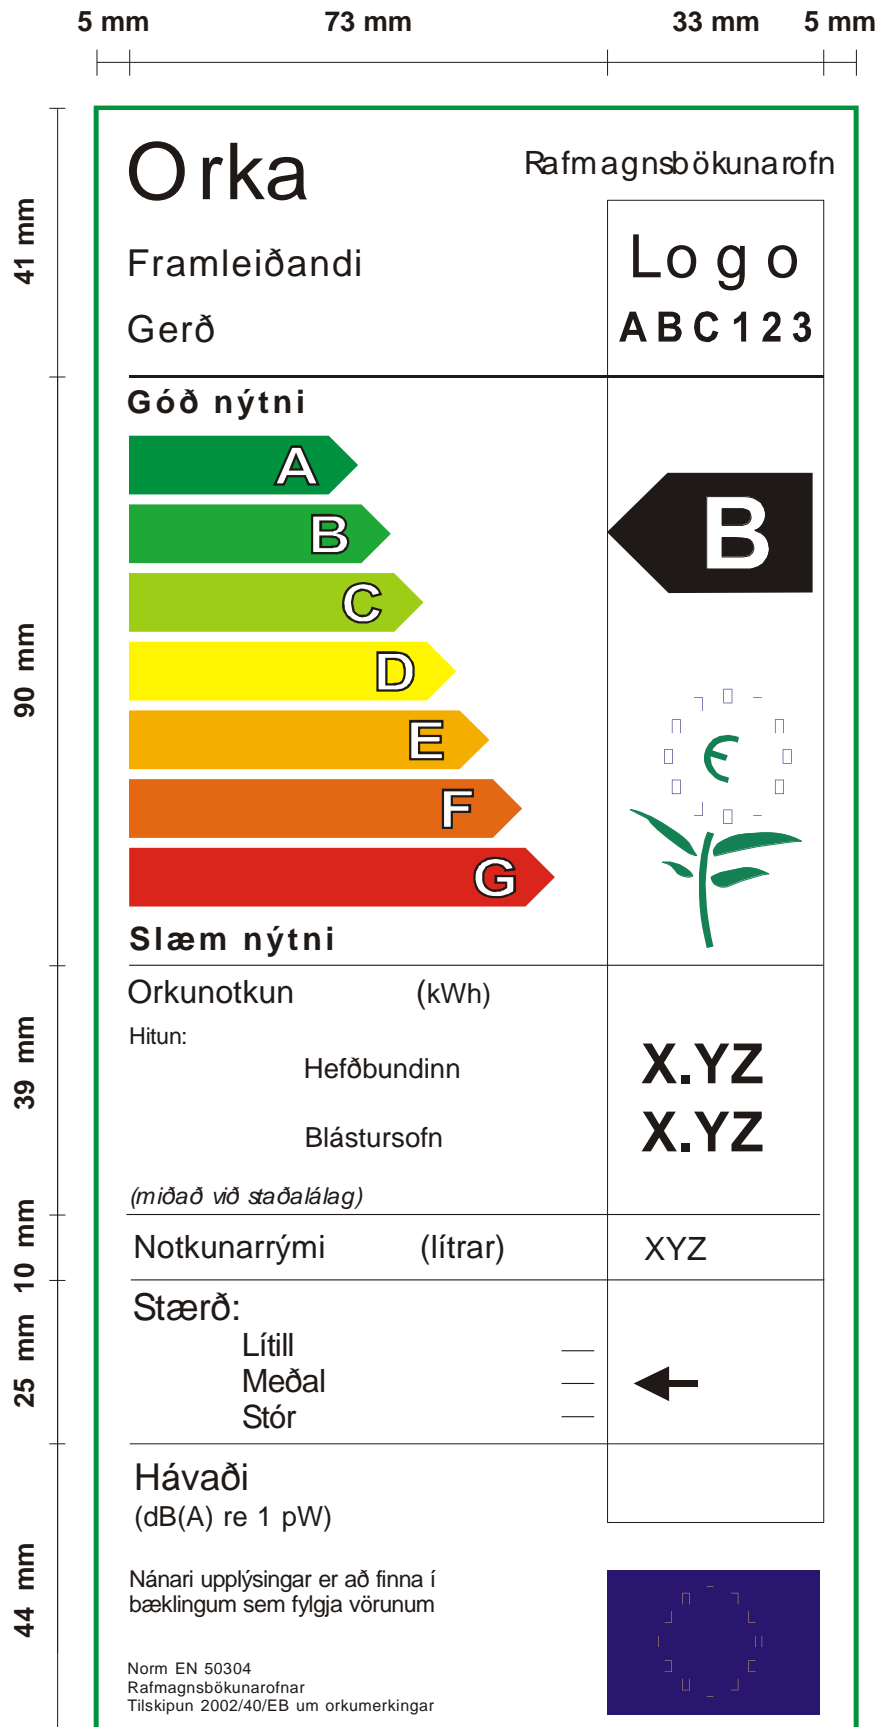 5 mm 73 mm 33 mm 5 mm
Orka
Rafmagnsbökunarofn
41 mm
Framleiðandi
Logo
Gerð
ABC123
Góð nýtni
A
B
B
C
90 mm
D
E
F
G
Slæm nýtni
Orkunotkun (kWh)
Hitun:
39 mm
Hefðbundinn X.YZ
Blástursofn X.YZ
(miðað við staðalálag)
10 mm
Notkunarrými (lítrar) XYZ
Stærð:
25 mm
Lítill
Meðal
Stór
Hávaði
(dB(A) re 1 pW)
44 mm
Nánari upplýsingar er að finna í
bæklingum sem fylgja vörunum
Norm EN 50304
Rafmagnsbökunarofnar
Tilskipun 2002/40/EB um orkumerkingar